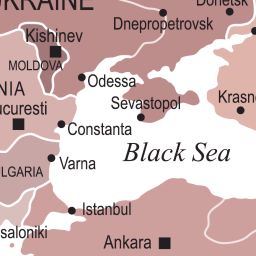 UKRAINE
Donetsk
Dnepropetrovsk
Kishinev
MOLDOVA
Odessa
Sevastopol
Krasno
NIA
ucuresti
Constanta
Black Sea
Varna
LGARIA
Istanbul
saloniki
Ankara